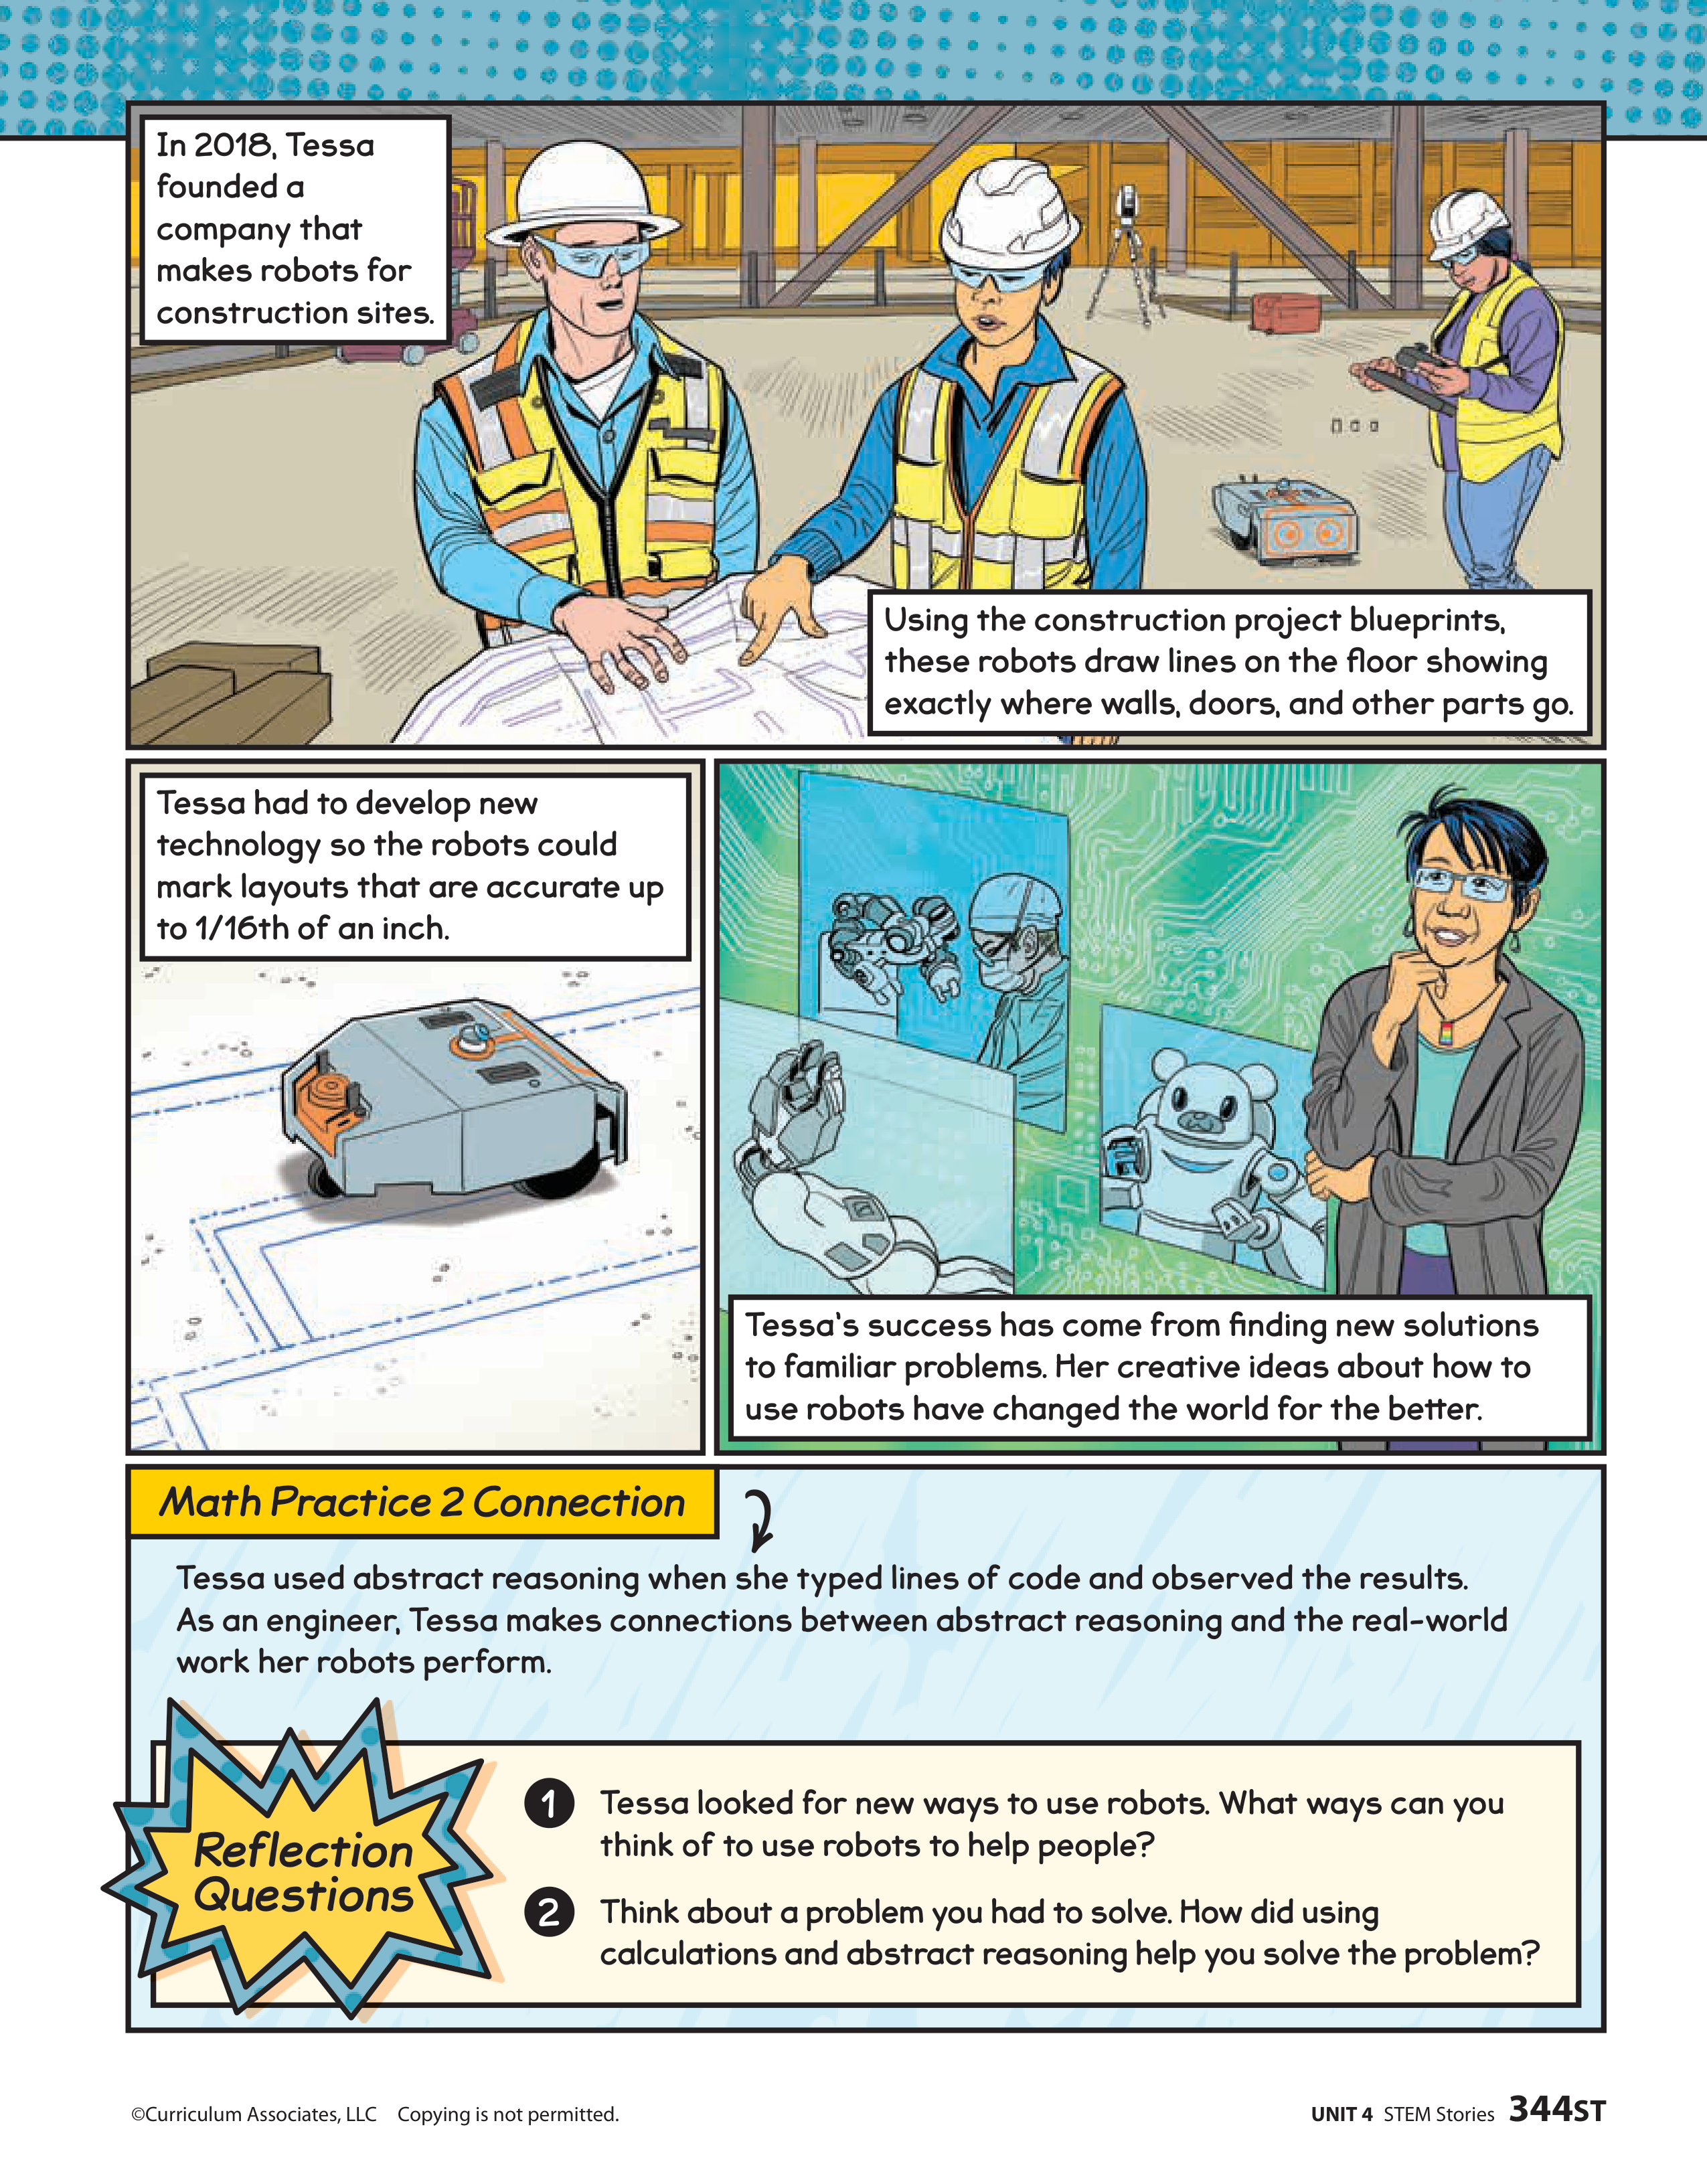 In 2018, Tessa
founded a
company that
makes robots for
construction sites.
Using the construction project blueprints,
these robots draw lines on the floor showing
exactly where walls, doors, and other parts go.
Tessa had to develop new
technology so the robots could
mark layouts that are accurate up
to 1/16th of an inch.
Tessa's success has come from finding new solutions
to familiar problems. Her creative ideas about how to
use robots have changed the world for the better.
Math Practice 2 Connection
Tessa used abstract reasoning when she typed lines of code and observed the results.
As an engineer, Tessa makes connections between abstract reasoning and the real-world
work her robots perform.
Reflection
Questions
1 Tessa looked for new ways to use robots. What ways can you
think of to use robots to help people?
2 Think about a problem you had to solve. How did using
calculations and abstract reasoning help you solve the problem?
©Curriculum Associates, LLC Copying is not permitted.
UNIT 4 STEM Stories 344ST